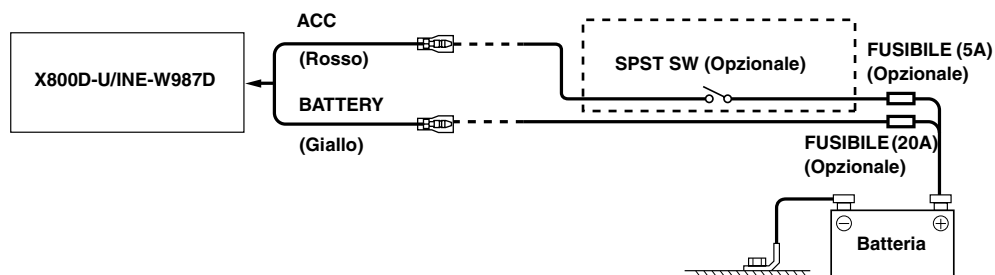 ACC
(Rosso)
X800D-U/INE-W987D
BATTERY
(Giallo)
SPST SW (Opzionale)
FUSIBILE (5A)
(Opzionale)
FUSIBILE (20A)
(Opzionale)
Batteria